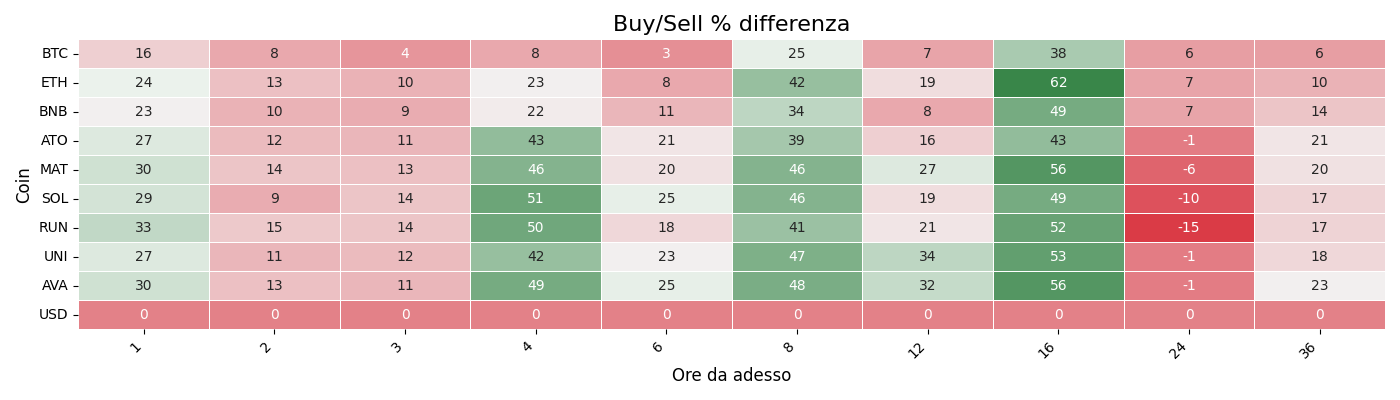 Buy/Sell % differenza
Coin
BTC 16 8 4 8 3 25 7 38 6 6
ETH 24 13 10 23 8 42 19 62 7 10
BNB 23 10 9 22 11 34 8 49 7 14
ATO 27 12 11 43 21 39 16 43 -1 21
MAT 30 14 13 46 20 46 27 56 -6 20
SOL 29 9 14 51 25 46 19 49 -10 17
RUN 33 15 14 50 18 41 21 52 -15 17
UNI 27 11 12 42 23 47 34 53 -1 18
AVA 30 13 11 49 25 48 32 56 -1 23
USD 0 0 0 0 0 0 0 0 0 0
1 2 3 4 6 8 12 16 24 36
Ore da adesso